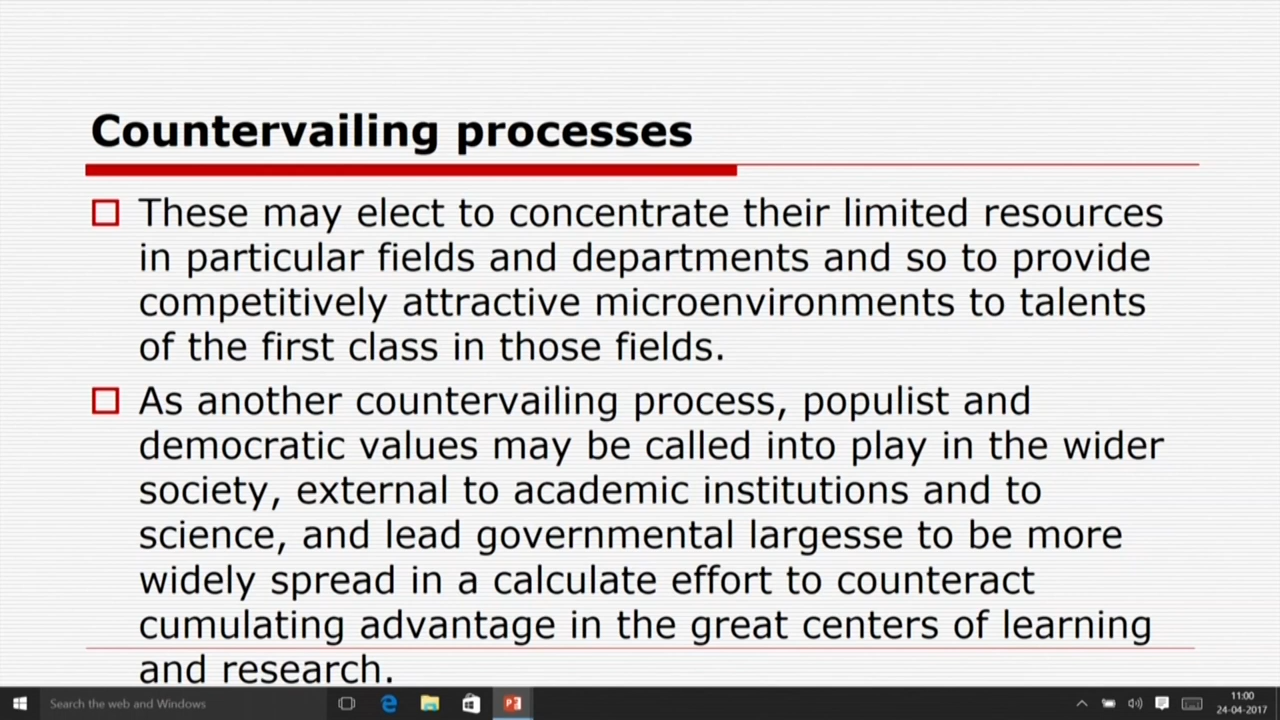 Countervailing processes
These may elect to concentrate their limited resources
in particular fields and departments and so to provide
competitively attractive microenvironments to talents
of the first class in those fields.
As another countervailing process, populist and
democratic values may be called into play in the wider
society, external to academic institutions and to
science, and lead governmental largesse to be more
widely spread in a calculate effort to counteract
cumulating advantage in the great centers of learning
and research.
Search the web and Windows
11:00
24-04-2017